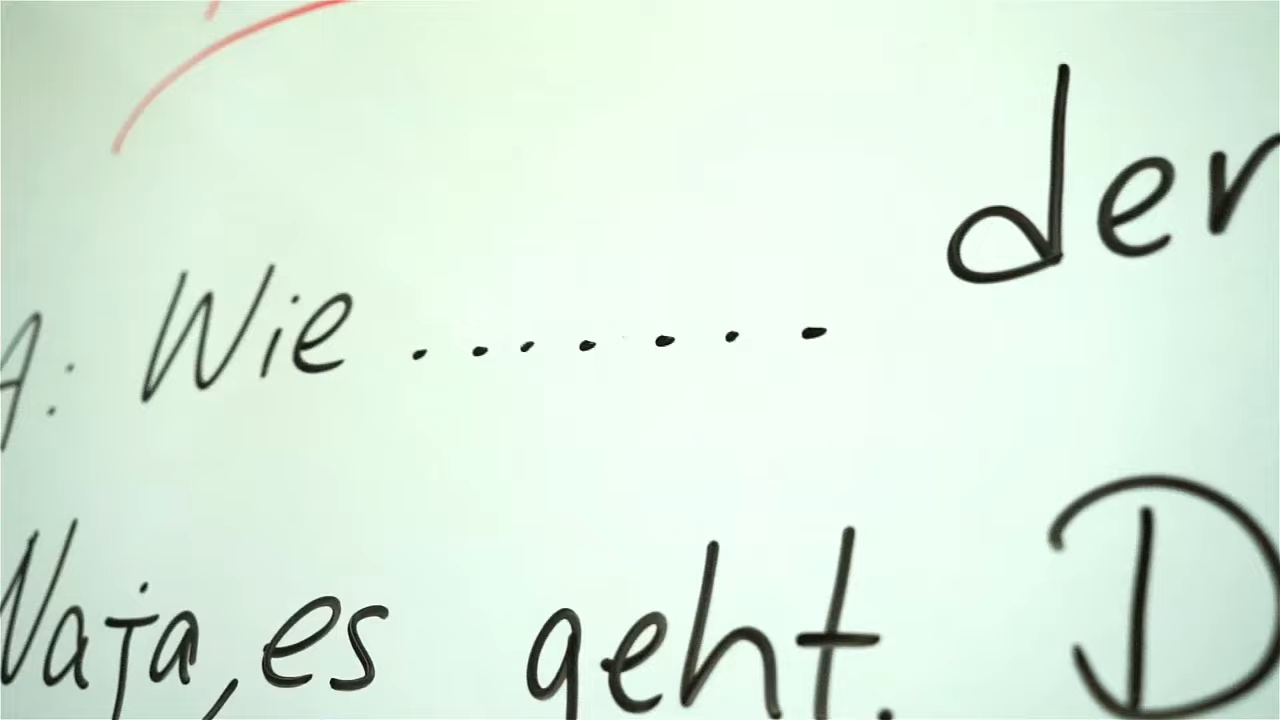 A: Wie ....... der
Naja, es geht. D